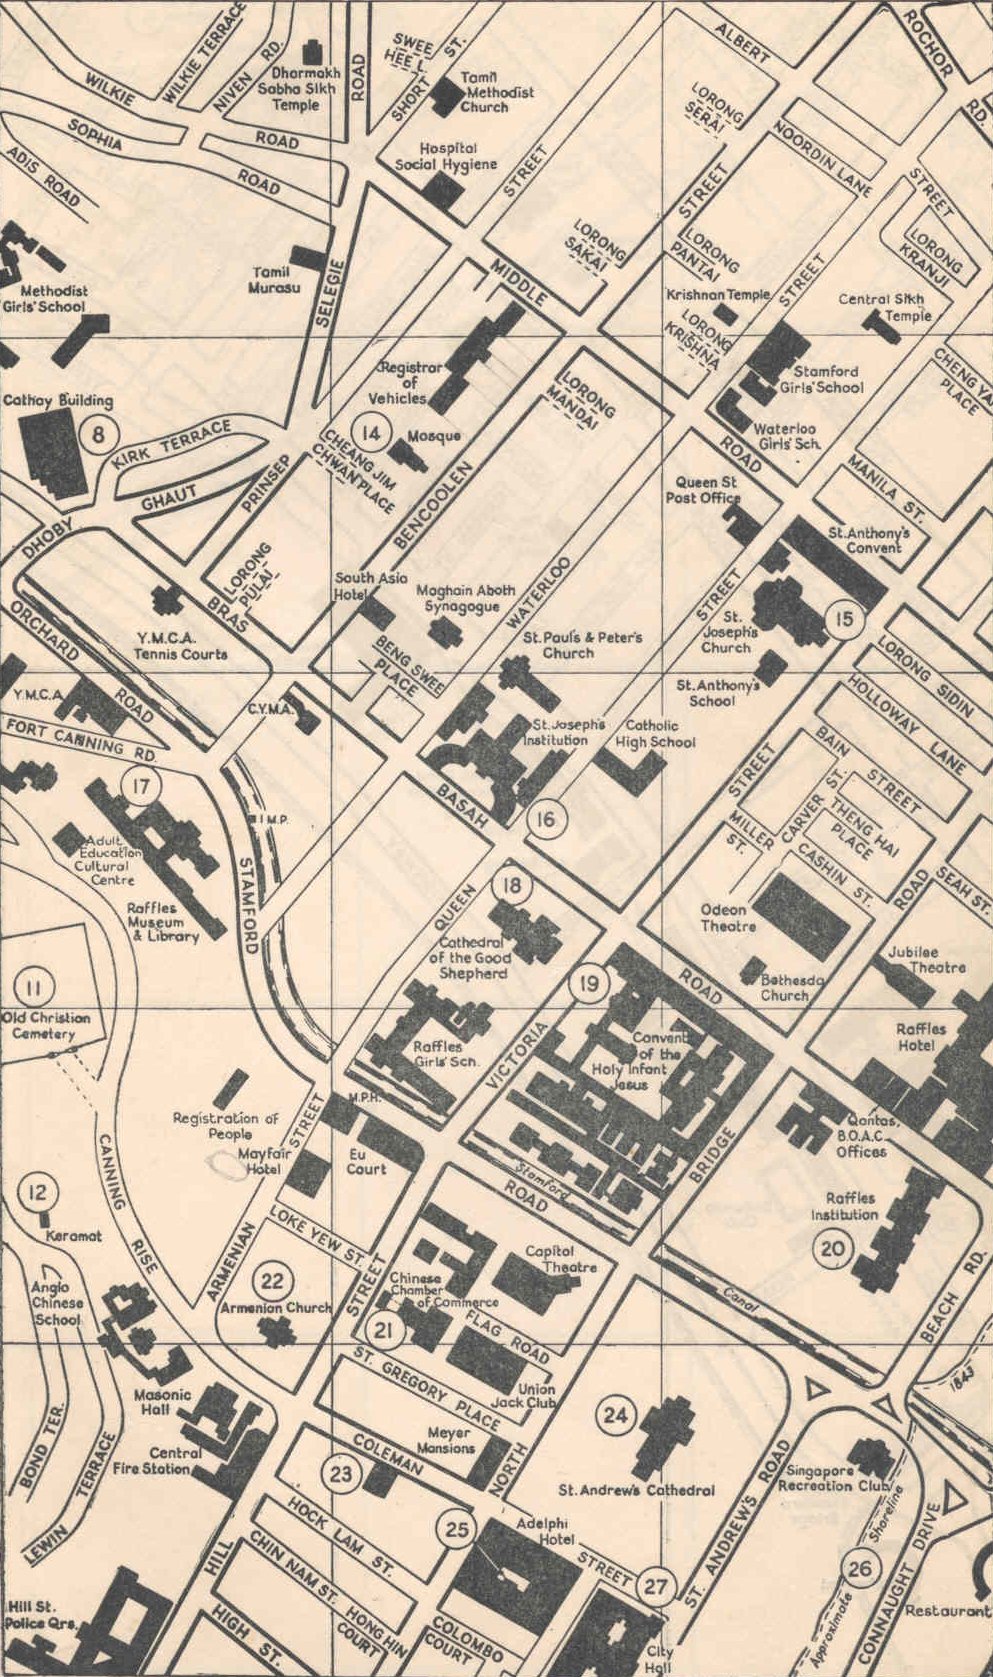 WILKIE
WILKIE TERRACE
NIVEN RD.
Dharmakh
Sabha Sikh
Temple
ROAD
SWEE
HEE L.
SHORT ST.
Tamil
Methodist
Church
ALBERT
STREET
ROCHOR
RD.
SOPHIA
ROAD
ROAD
ADIS ROAD
Hospital
Social Hygiene
STREET
LORONG
SERAI
NOORDIN LANE
STREET
LORONG
SAKAI
LORONG
PANTAI
LORONG
KRANJI
Methodist
Girls' School
Tamil
Murasu
SELEGIE
MIDDLE
ROAD
Krishnan Temple
LORONG
KRISHNA
STREET
Central Sikh
Temple
CHENG YAN
PLACE
Registrar
of
Vehicles
Stamford
Girls' School
LORONG
MANDAI
Waterloo
Girls' Sch.
Cathay Building
8
KIRK TERRACE
14
Mosque
CHEANG JIM
CHWAN PLACE
Queen St
Post Office
MANILA ST.
St. Anthony's
Convent
DHOBY
GHAUT
PRINSEP
BENCOOLEN
LORONG
PULAI
BRAS
BASAH
ROAD
South Asia
Hotel
Maghain Aboth
Synagogue
WATERLOO
STREET
St.
Joseph's
Church
15
ORCHARD
ROAD
Y.M.C.A.
Tennis Courts
BENG SWEE
PLACE
St. Paul's & Peter's
Church
St. Anthony's
School
LORONG SIDIN
HOLLOWAY LANE
Y.M.C.A.
C.Y.M.A.
FORT CANNING RD.
St. Joseph's
Institution
Catholic
High School
STREET
BAIN
STREET
17
I.M.P.
16
MILLER
ST.
CARVER ST.
THENG HAI
PLACE
CASHIN ST.
Adult
Education
Cultural
Centre
Raffles
Museum
& Library
STAMFORD
QUEEN
18
Cathedral
of the Good
Shepherd
Odeon
Theatre
Bethesda
Church
ROAD
SEAH ST.
Jubilee
Theatre
11
Old Christian
Cemetery
19
VICTORIA
Convent
of the
Holy Infant
Jesus
Raffles
Hotel
Raffles
Girls' Sch.
M.P.H.
Registration of
People
STREET
Mayfair
Hotel
Eu
Court
BRIDGE
Qantas,
B.O.A.C.
Offices
CANNING
RISE
12
Keramat
Stamford
ROAD
Raffles
Institution
20
Anglo
Chinese
School
ARMENIAN
LOKE YEW ST.
22
Armenian Church
STREET
Chinese
Chamber
of Commerce
Capitol
Theatre
Canal
BEACH
RD.
1843
21
FLAG ROAD
Union
Jack Club
ST. GREGORY PLACE
Masonic
Hall
Central
Fire Station
BOND TER.
LEWIN
TERRACE
COLEMAN
STREET
Meyer
Mansions
NORTH
23
24
St. Andrew's Cathedral
ST. ANDREW'S
ROAD
Singapore
Recreation Club
Approximate
Shoreline
HOCK LAM ST.
CHIN NAM ST.
HONG HIN
COURT
HILL
HIGH ST.
25
Adelphi
Hotel
COLOMBO
COURT
27
City
Hall
26
CONNAUGHT DRIVE
Restaurant
Hill St.
Police Qrs.